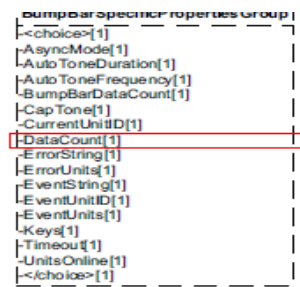 BumpBarSpecificPropertiesGroup
-<choice>[1]
-AsyncMode[1]
-AutoToneDuration[1]
-AutoToneFrequency[1]
-BumpBarDataCount[1]
-CapTone[1]
-CurrentUnitID[1]
-DataCount[1]
-ErrorString[1]
-ErrorUnits[1]
-EventString[1]
-EventUnitID[1]
-EventUnits[1]
-Keys[1]
-Timeout[1]
-UnitsOnline[1]
-</choice>[1]